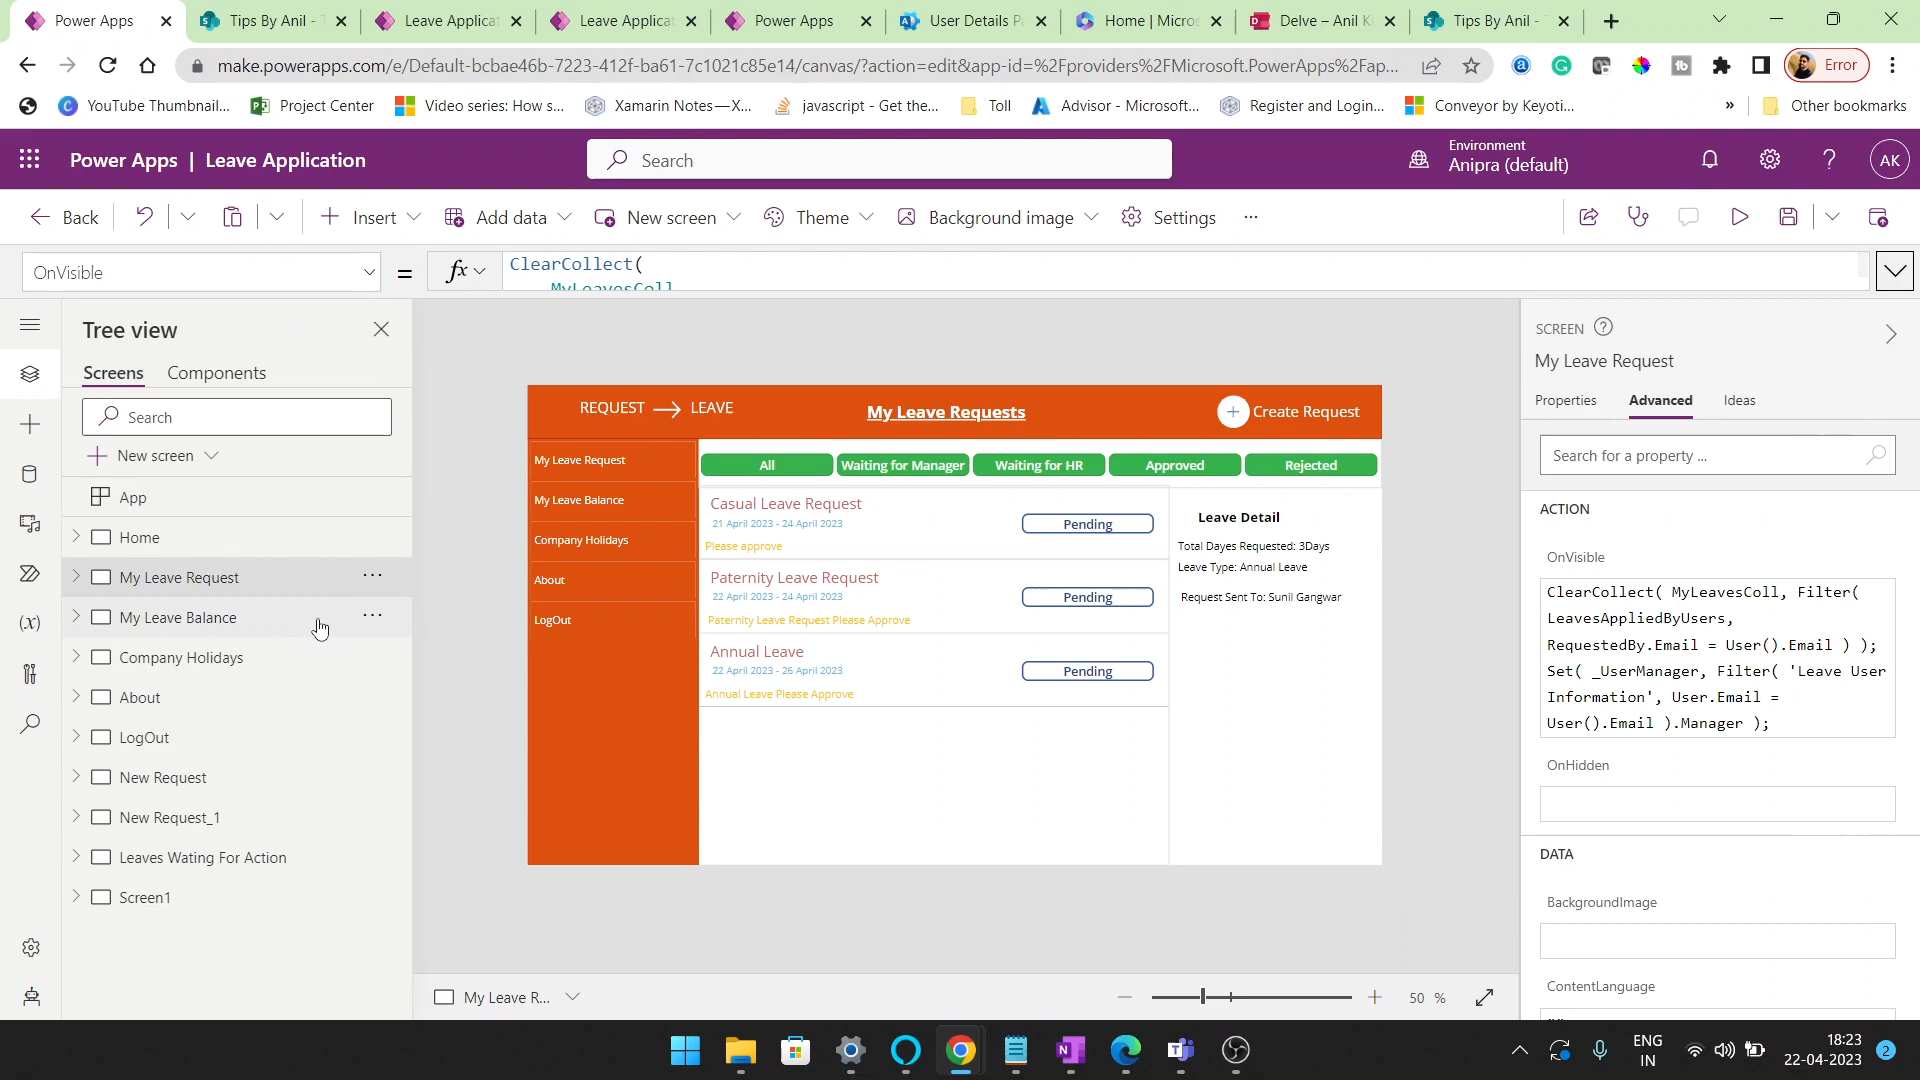 Power Apps
Tips By Anil - T
Leave Applicat
Leave Applicat
Power Apps
User Details Pa
Home | Micros
Delve – Anil K
Tips By Anil - T
make.powerapps.com/e/Default-bcbae46b-7223-412f-ba61-7c1021c85e14/canvas/?action=edit&app-id=%2Fproviders%2FMicrosoft.PowerApps%2Fap...
Error
YouTube Thumbnail...
Project Center
Video series: How s...
Xamarin Notes—X...
javascript - Get the...
Toll
Advisor - Microsoft...
Register and Login...
Conveyor by Keyoti...
»
Other bookmarks
Power Apps | Leave Application
Search
Environment
Anipra (default)
AK
Back
Insert
Add data
New screen
Theme
Background image
Settings
...
OnVisible
=
fx
ClearCollect(
MyLeavesColl
Tree view
Screens
Components
Search
New screen
App
Home
My Leave Request
...
My Leave Balance
...
Company Holidays
About
LogOut
New Request
New Request_1
Leaves Wating For Action
Screen1
REQUEST
LEAVE
My Leave Requests
Create Request
My Leave Request
My Leave Balance
Company Holidays
About
LogOut
All
Waiting for Manager
Waiting for HR
Approved
Rejected
Casual Leave Request
21 April 2023 - 24 April 2023
Please approve
Pending
Paternity Leave Request
22 April 2023 - 24 April 2023
Paternity Leave Request Please Approve
Pending
Annual Leave
22 April 2023 - 26 April 2023
Annual Leave Please Approve
Pending
Leave Detail
Total Dayes Requested: 3Days
Leave Type: Annual Leave
Request Sent To: Sunil Gangwar
My Leave R...
50 %
SCREEN
My Leave Request
Properties
Advanced
Ideas
Search for a property ...
ACTION
OnVisible
ClearCollect( MyLeavesColl, Filter(
LeavesAppliedByUsers,
RequestedBy.Email = User().Email ) );
Set( _UserManager, Filter( 'Leave User
Information', User.Email =
User().Email ).Manager );
OnHidden
DATA
BackgroundImage
ContentLanguage
ENG
IN
18:23
22-04-2023
2